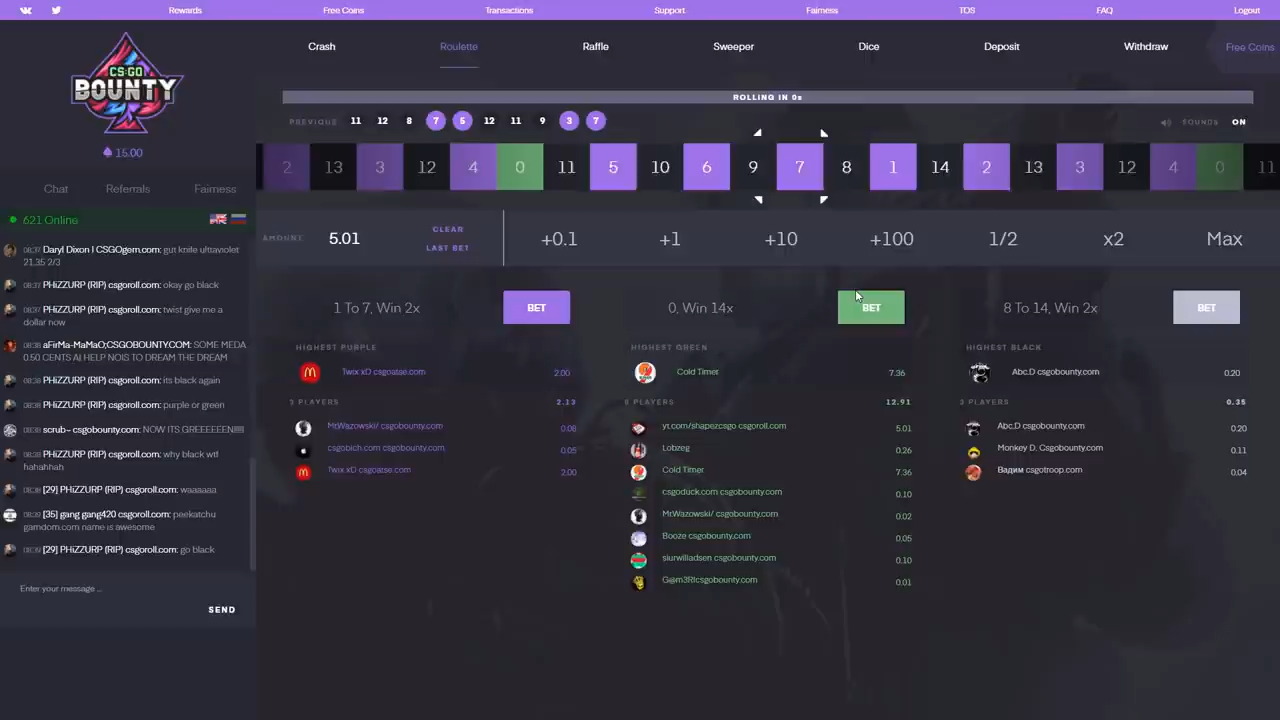 Rewards Free Coins Transactions Support Fairness TOS FAQ Logout
CS:GO
BOUNTY
15.00
Crash Roulette Raffle Sweeper Dice Deposit Withdraw Free Coins
ROLLING IN 0s
PREVIOUS 11 12 8 7 5 12 11 9 3 7 SOUNDS ON
2 13 3 12 4 0 11 5 10 6 9 7 8 1 14 2 13 3 12 4 0 11
AMOUNT 5.01 CLEAR
LAST BET
+0.1 +1 +10 +100 1/2 x2 Max
Chat Referrals Fairness
621 Online
08:37 Daryl Dixon | CSGOgem.com: gut knife ultraviolet
21.35 2/3
08:37 PHiZZURP (RIP) csgoroll.com: okay go black
08:37 PHiZZURP (RIP) csgoroll.com: twist give me a
dollar now
08:38 aFirMa-MaMaO;CSGOBOUNTY.COM: SOME MEDA
0.50 CENTS A| HELP NOIS TO DREAM THE DREAM
08:38 PHiZZURP (RIP) csgoroll.com: its black again
08:38 PHiZZURP (RIP) csgoroll.com: purple or green
08:38 scrub~ csgobounty.com: NOW ITS GREEEEEEN!!!!!
08:38 PHiZZURP (RIP) csgoroll.com: why black wtf
hahahhah
08:39 [29] PHiZZURP (RIP) csgoroll.com: waaaaaa
08:39 [35] gang gang420 csgoroll.com: peekatchu
gamdom.com name is awesome
08:39 [29] PHiZZURP (RIP) csgoroll.com: go black
Enter your message ...
SEND
1 To 7, Win 2x BET
HIGHEST PURPLE
Twix xD csgoatse.com 2.00
3 PLAYERS 2.13
Mr.Wazowski/ csgobounty.com 0.08
csgobich.com csgobounty.com 0.05
Twix xD csgoatse.com 2.00
0, Win 14x BET
HIGHEST GREEN
Cold Timer 7.36
8 PLAYERS 12.91
yt.com/shapezcsgo csgoroll.com 5.01
Lobzeg 0.26
Cold Timer 7.36
csgoduck.com csgobounty.com 0.10
Mr.Wazowski/ csgobounty.com 0.02
Booze csgobounty.com 0.05
slurwilladsen csgobounty.com 0.10
G@m3R!csgobounty.com 0.01
8 To 14, Win 2x BET
HIGHEST BLACK
Abc.D csgobounty.com 0.20
3 PLAYERS 0.35
Abc.D csgobounty.com 0.20
Monkey D. Csgobounty.com 0.11
Вадим csgotroop.com 0.04